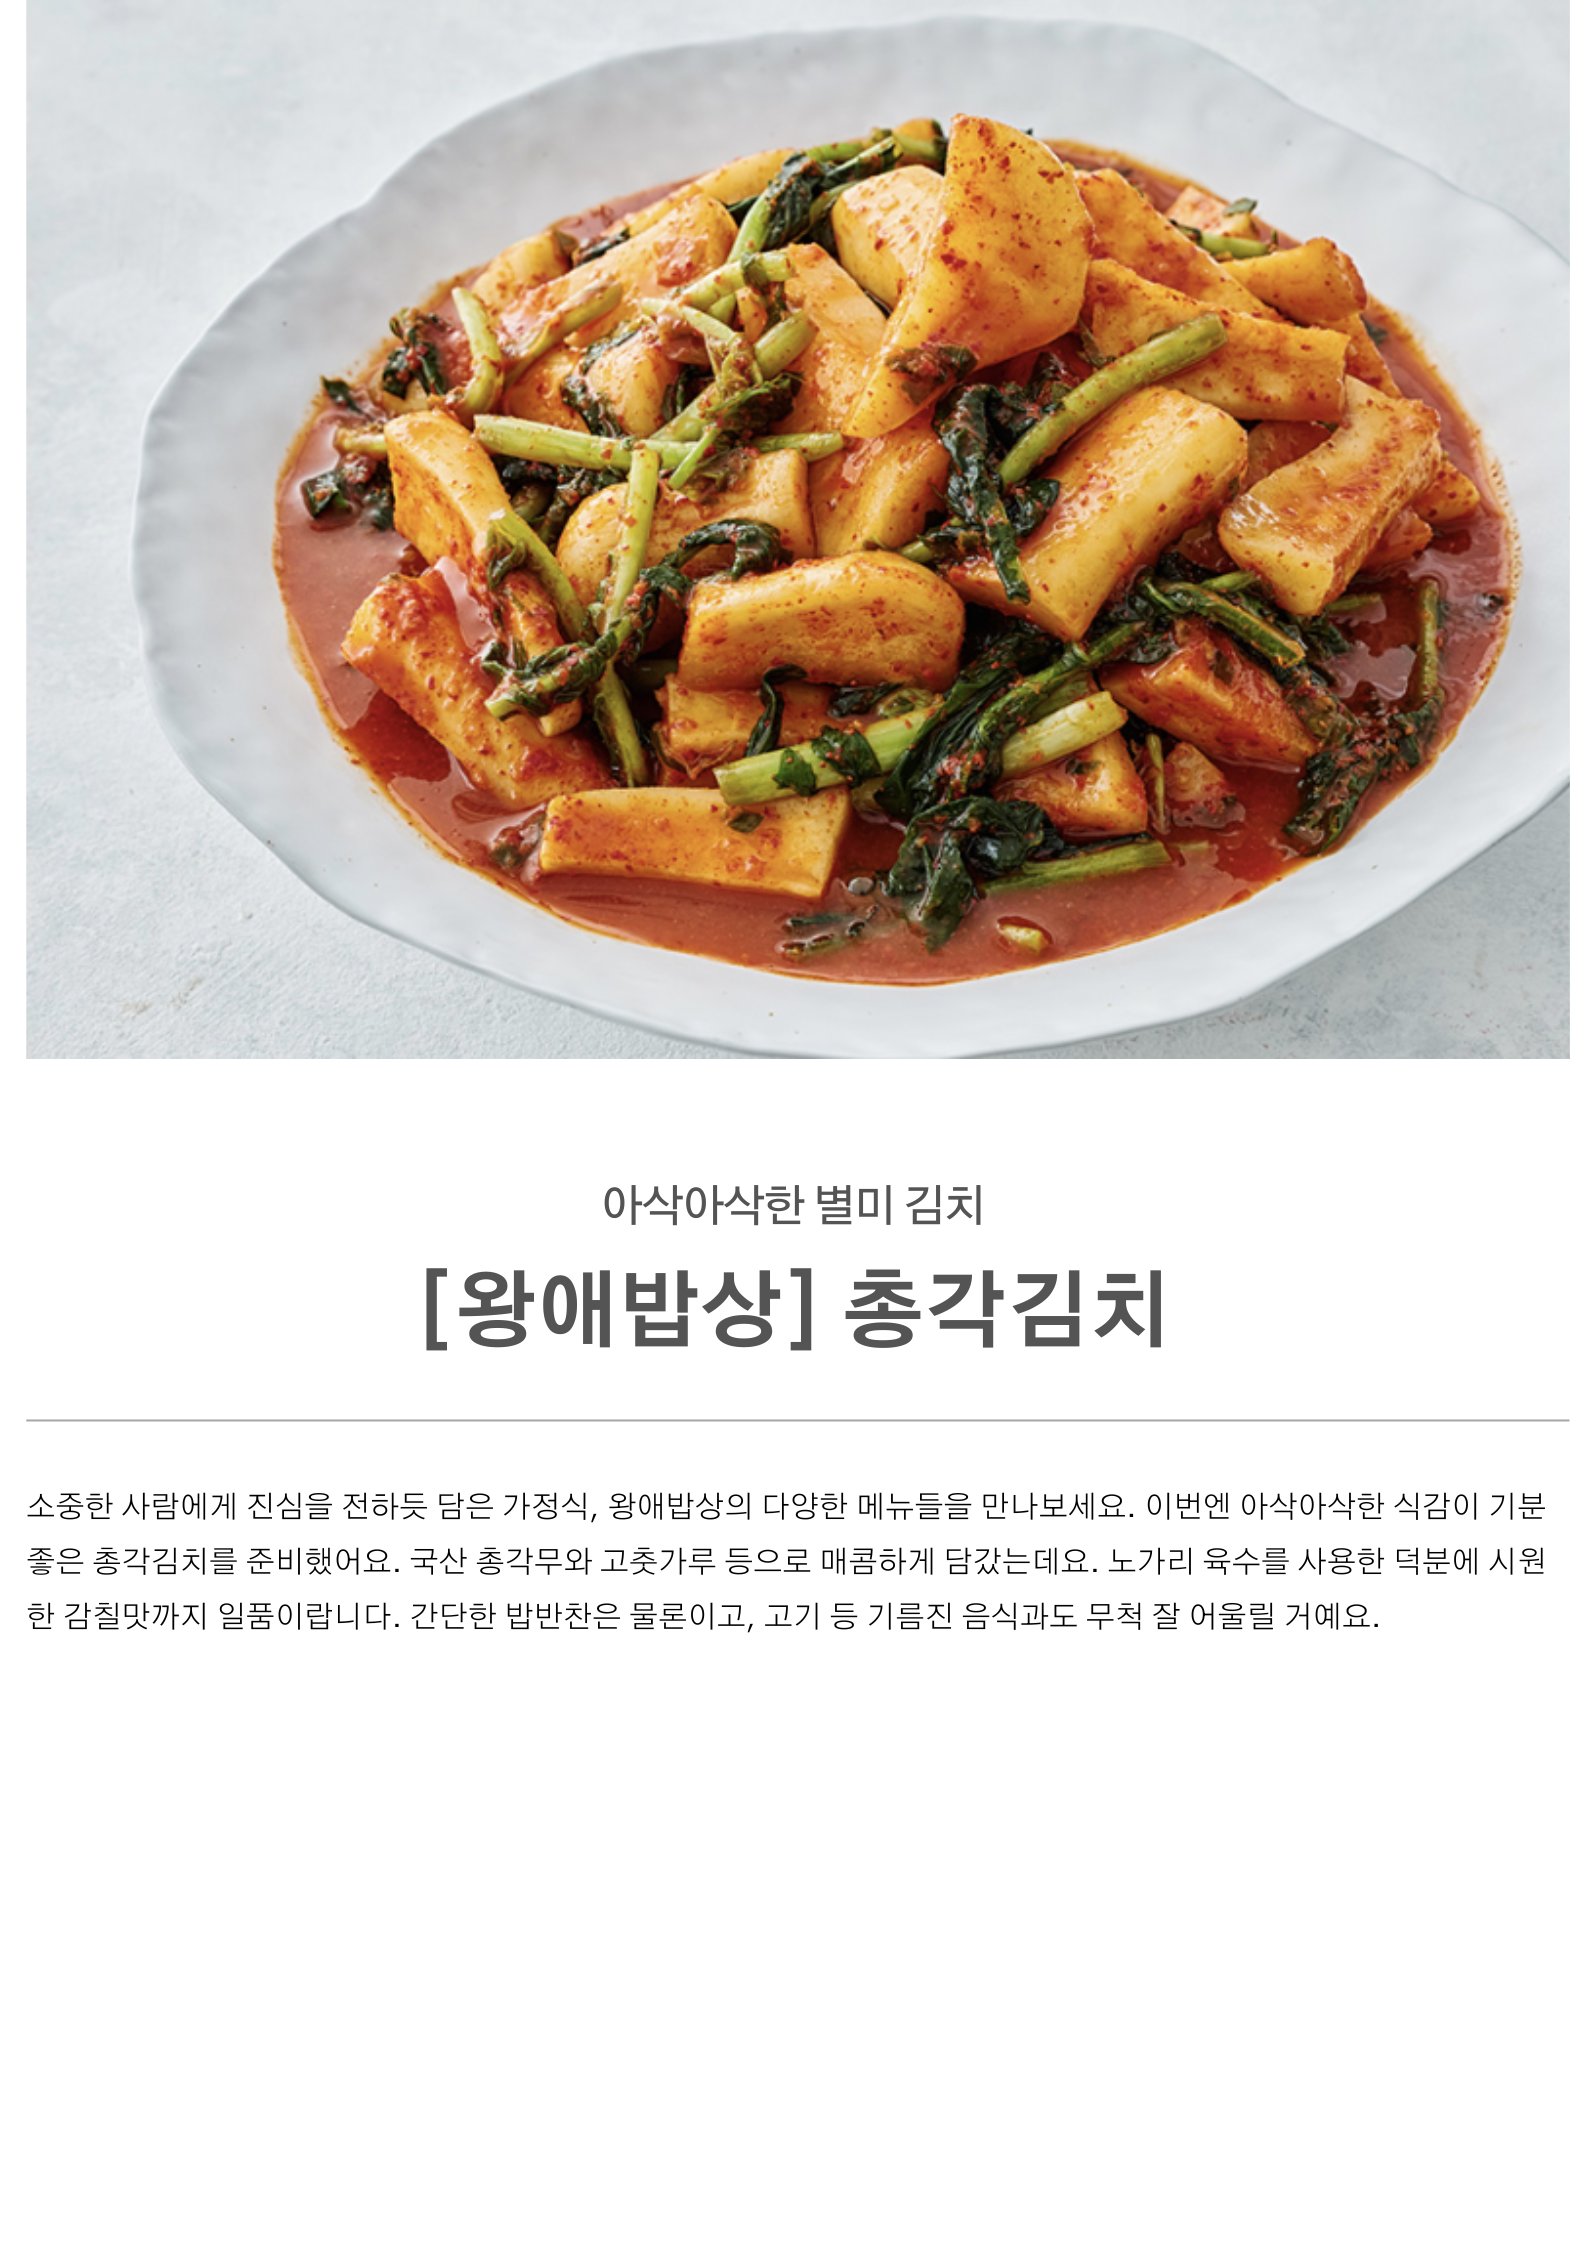 아삭아삭한 별미 김치
[왕애밥상] 총각김치
소중한 사람에게 진심을 전하듯 담은 가정식, 왕애밥상의 다양한 메뉴들을 만나보세요. 이번엔 아삭아삭한 식감이 기분
좋은 총각김치를 준비했어요. 국산 총각무와 고춧가루 등으로 매콤하게 담갔는데요. 노가리 육수를 사용한 덕분에 시원
한 감칠맛까지 일품이랍니다. 간단한 밥반찬은 물론이고, 고기 등 기름진 음식과도 무척 잘 어울릴 거예요.